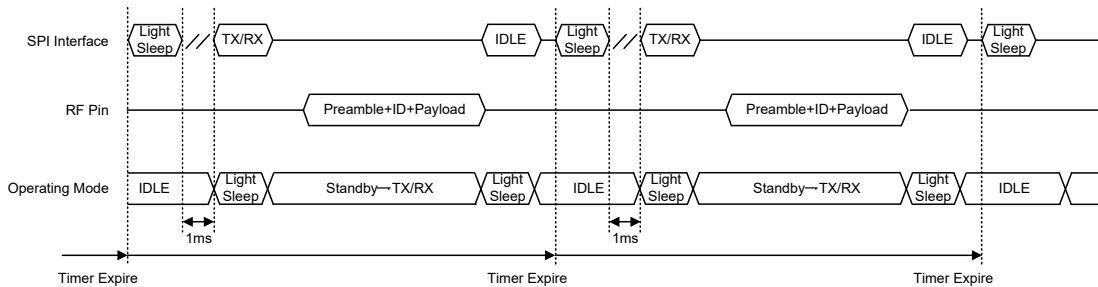 SPI Interface
Light
Sleep
TX/RX
IDLE
Light
Sleep
TX/RX
IDLE
Light
Sleep
RF Pin
Preamble+ID+Payload
Preamble+ID+Payload
Operating Mode
IDLE
Light
Sleep
Standby→TX/RX
Light
Sleep
IDLE
Light
Sleep
Standby→TX/RX
Light
Sleep
IDLE
1ms
1ms
Timer Expire
Timer Expire
Timer Expire